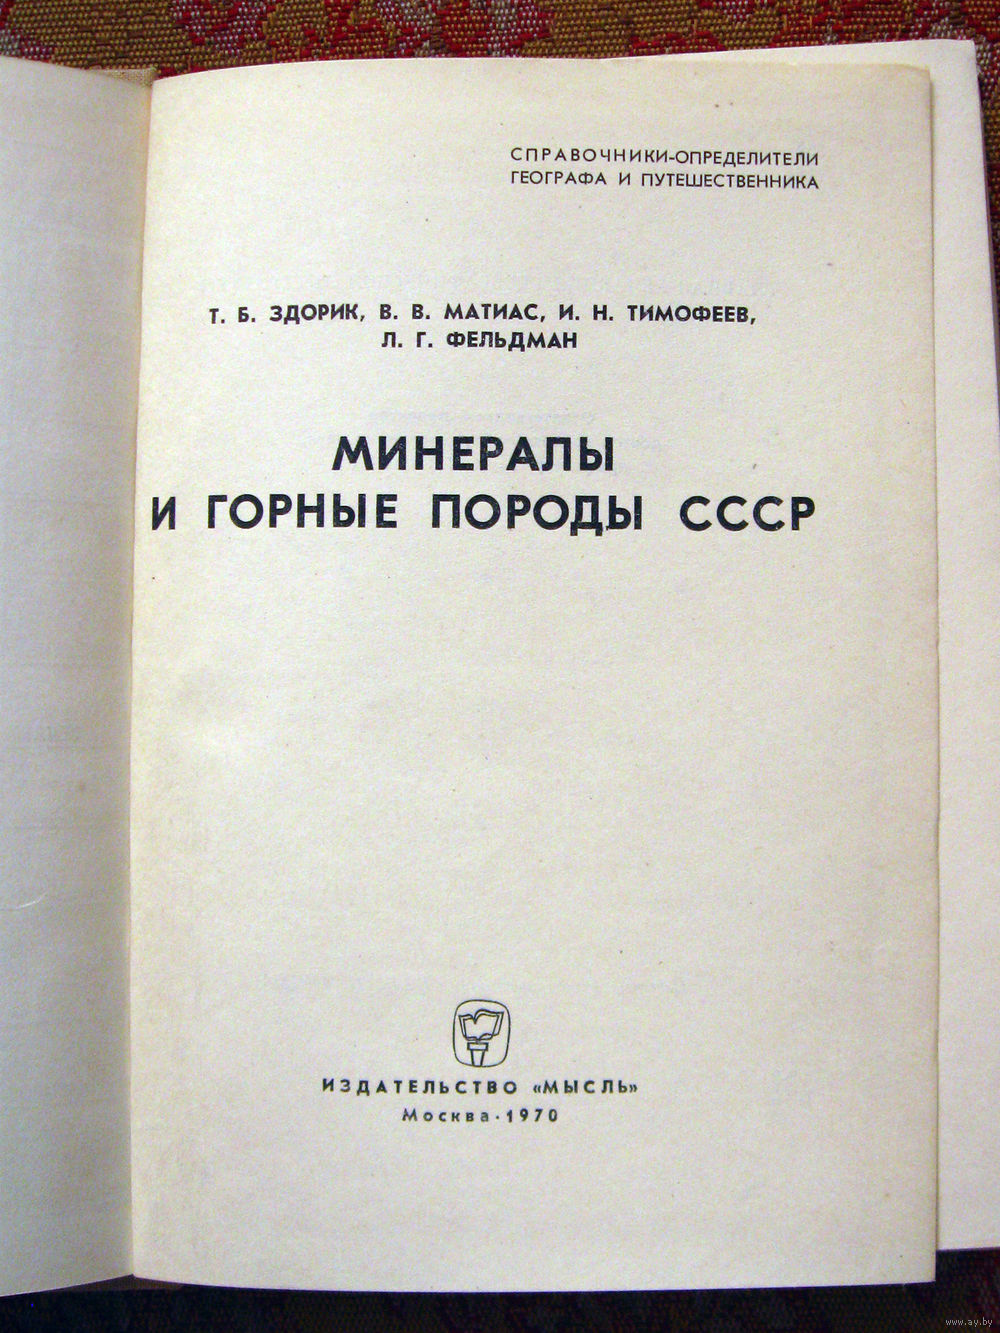 СПРАВОЧНИКИ-ОПРЕДЕЛИТЕЛИ
ГЕОГРАФА И ПУТЕШЕСТВЕННИКА
Т. Б. ЗДОРИК, В. В. МАТИАС, И. Н. ТИМОФЕЕВ,
Л. Г. ФЕЛЬДМАН
МИНЕРАЛЫ
И ГОРНЫЕ ПОРОДЫ СССР
ИЗДАТЕЛЬСТВО «МЫСЛЬ»
Москва · 1970
www.ay.by